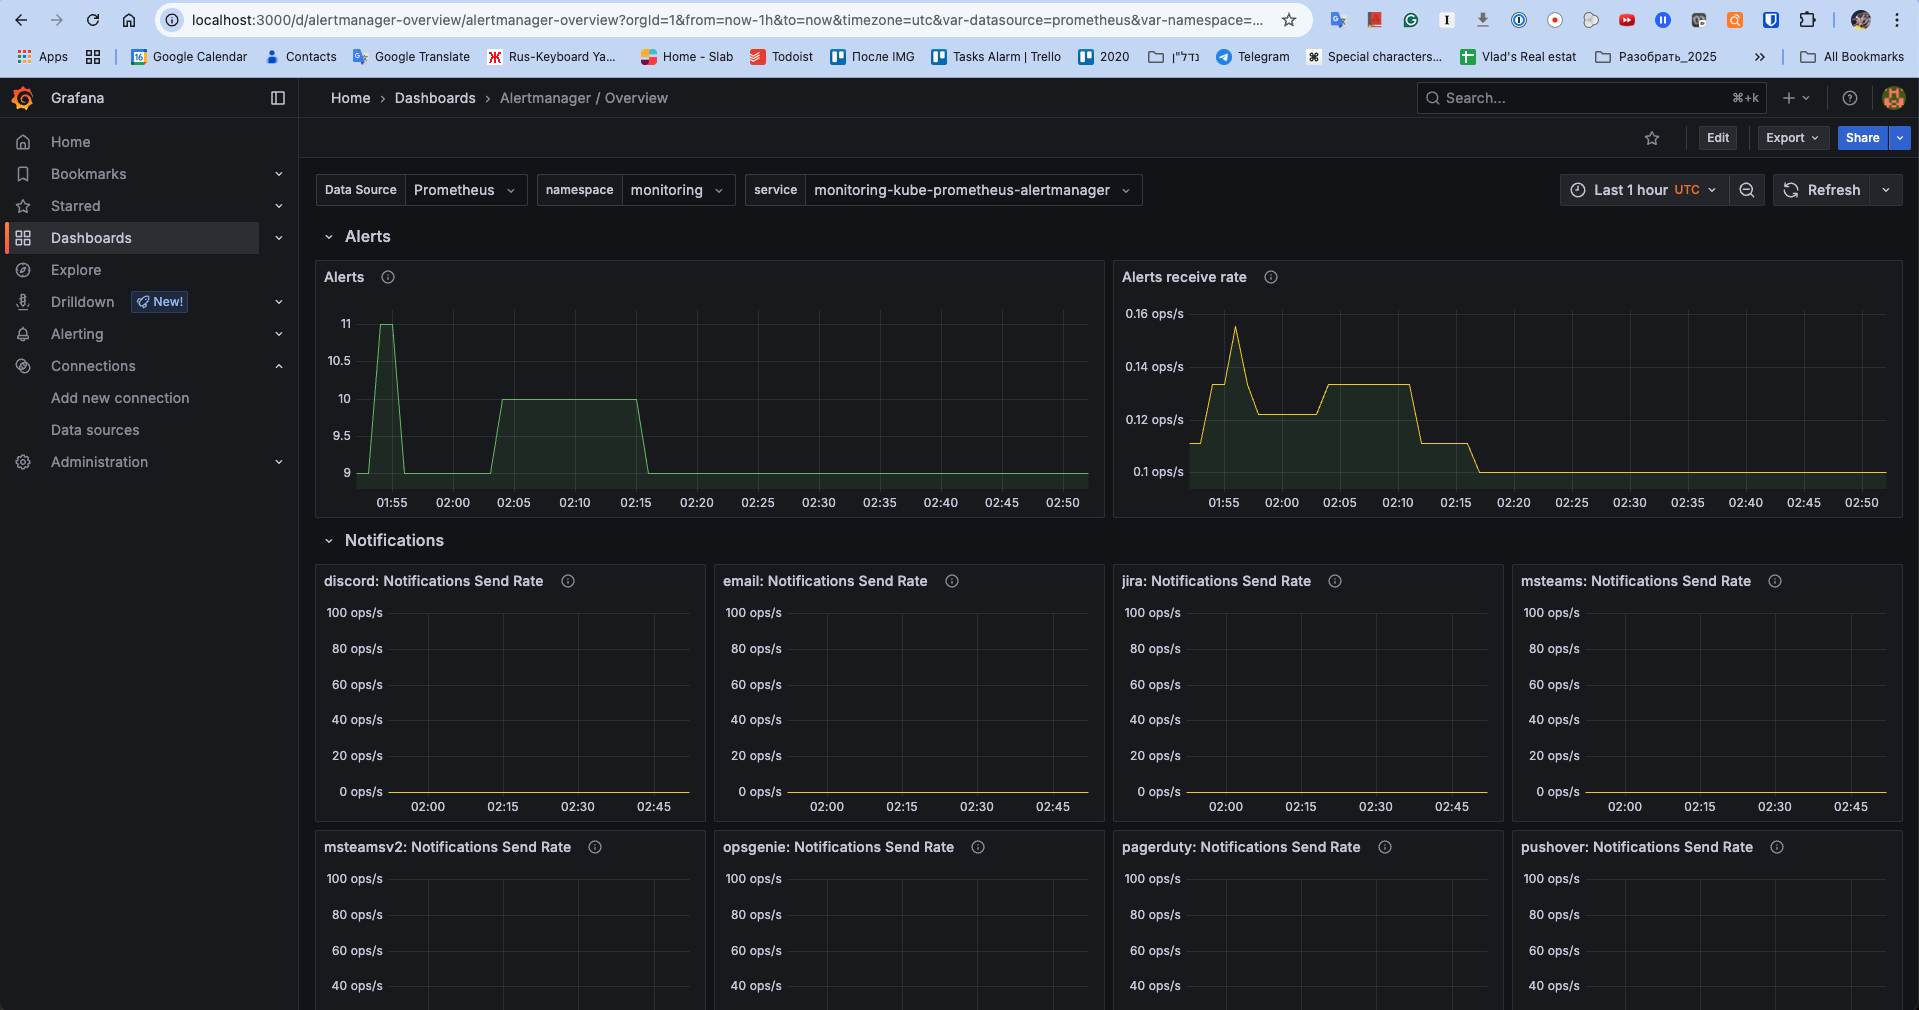 localhost:3000/d/alertmanager-overview/alertmanager-overview?orgId=1&from=now-1h&to=now&timezone=utc&var-datasource=prometheus&var-namespace=...
Apps
16 Google Calendar
Contacts
Google Translate
Ж Rus-Keyboard Ya...
Home - Slab
Todoist
После IMG
Tasks Alarm | Trello
2020
נדל"ן
Telegram
⌘ Special characters...
Vlad's Real estat
Разобрать_2025
»
All Bookmarks
Grafana
Home › Dashboards › Alertmanager / Overview
Search... ⌘+k
Edit
Export
Share
Home
Bookmarks
Starred
Dashboards
Explore
Drilldown New!
Alerting
Connections
Add new connection
Data sources
Administration
Data Source Prometheus
namespace monitoring
service monitoring-kube-prometheus-alertmanager
Last 1 hour UTC
Refresh
Alerts
Alerts
11
10.5
10
9.5
9
01:55 02:00 02:05 02:10 02:15 02:20 02:25 02:30 02:35 02:40 02:45 02:50
Alerts receive rate
0.16 ops/s
0.14 ops/s
0.12 ops/s
0.1 ops/s
01:55 02:00 02:05 02:10 02:15 02:20 02:25 02:30 02:35 02:40 02:45 02:50
Notifications
discord: Notifications Send Rate
100 ops/s
80 ops/s
60 ops/s
40 ops/s
20 ops/s
0 ops/s
02:00 02:15 02:30 02:45
email: Notifications Send Rate
100 ops/s
80 ops/s
60 ops/s
40 ops/s
20 ops/s
0 ops/s
02:00 02:15 02:30 02:45
jira: Notifications Send Rate
100 ops/s
80 ops/s
60 ops/s
40 ops/s
20 ops/s
0 ops/s
02:00 02:15 02:30 02:45
msteams: Notifications Send Rate
100 ops/s
80 ops/s
60 ops/s
40 ops/s
20 ops/s
0 ops/s
02:00 02:15 02:30 02:45
msteamsv2: Notifications Send Rate
100 ops/s
80 ops/s
60 ops/s
40 ops/s
opsgenie: Notifications Send Rate
100 ops/s
80 ops/s
60 ops/s
40 ops/s
pagerduty: Notifications Send Rate
100 ops/s
80 ops/s
60 ops/s
40 ops/s
pushover: Notifications Send Rate
100 ops/s
80 ops/s
60 ops/s
40 ops/s